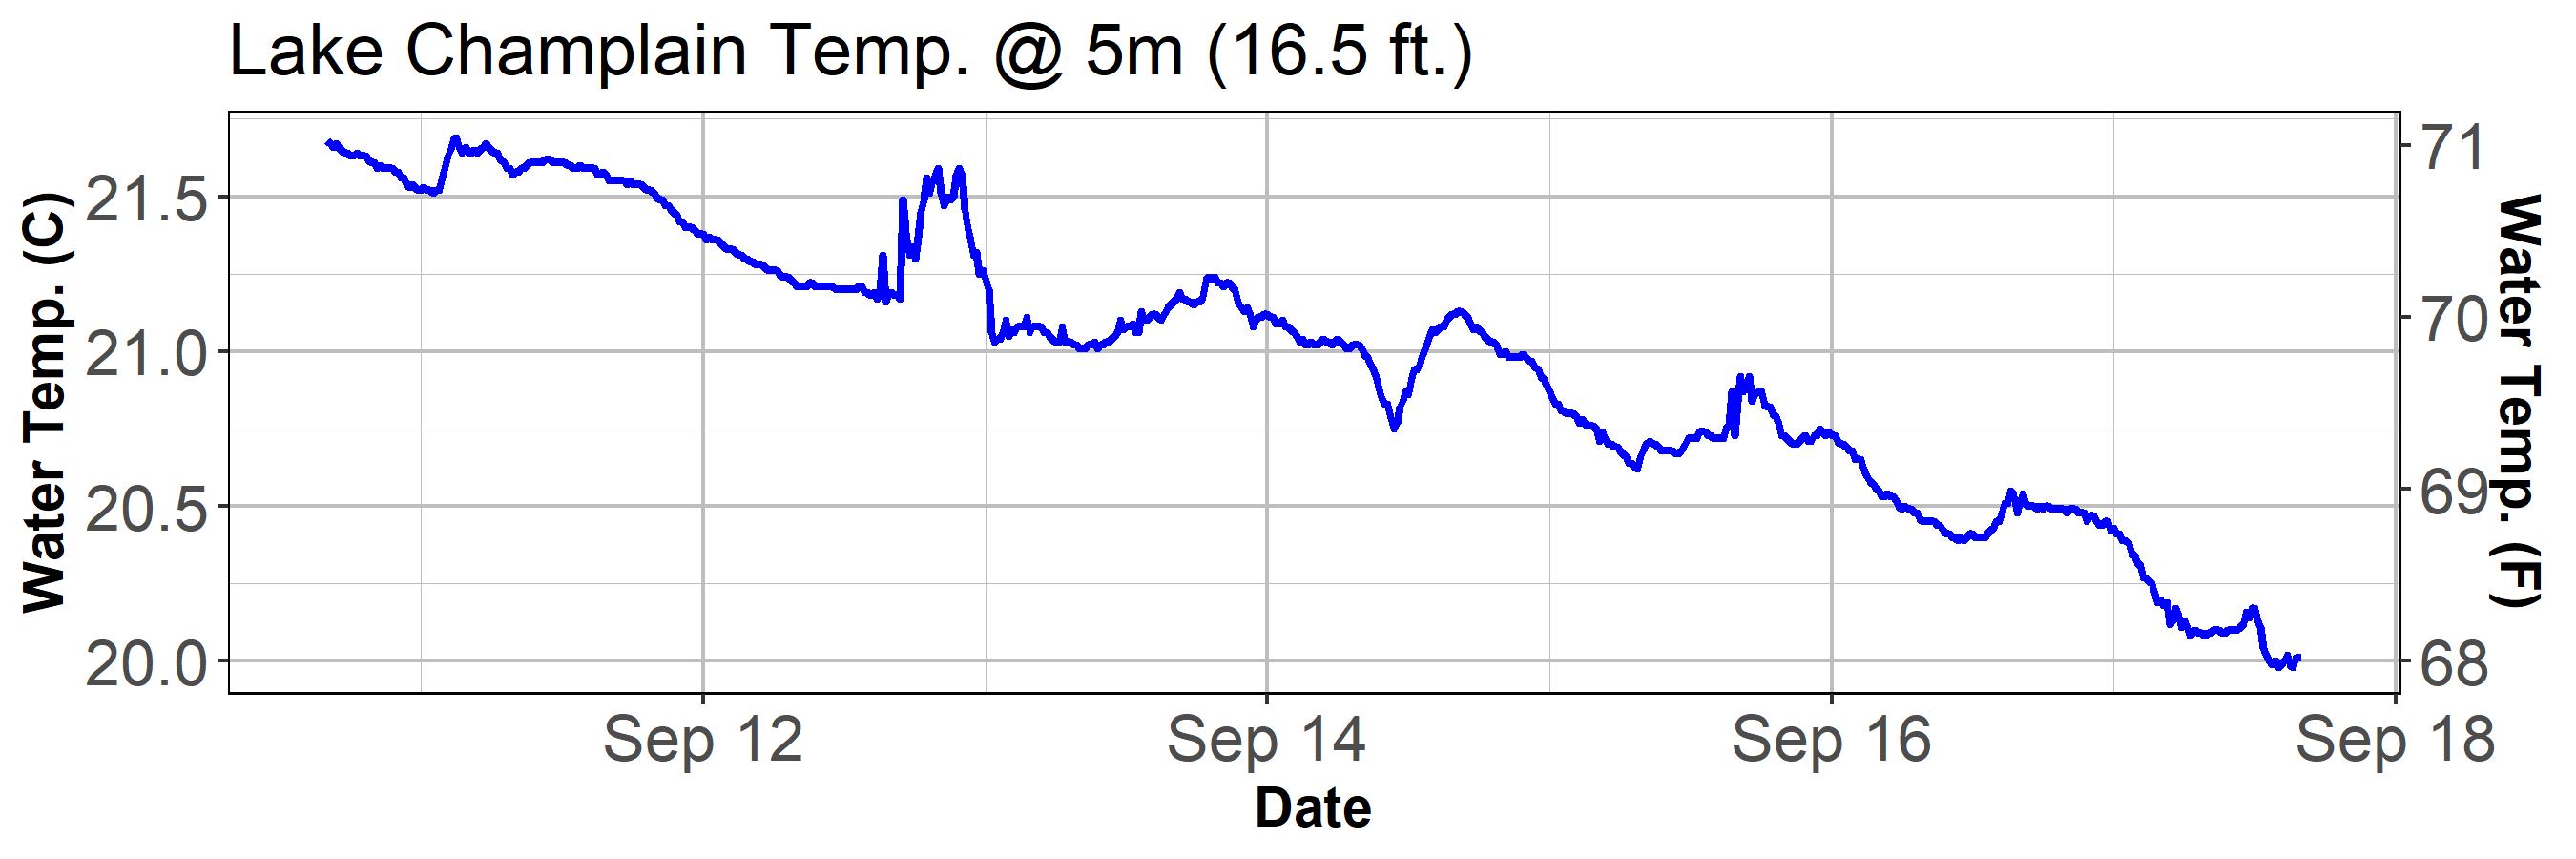 Lake Champlain Temp. @ 5m (16.5 ft.)
Water Temp. (C)
21.5
21.0
20.5
20.0
71
70
69
68
Water Temp. (F)
Sep 12
Sep 14
Sep 16
Sep 18
Date